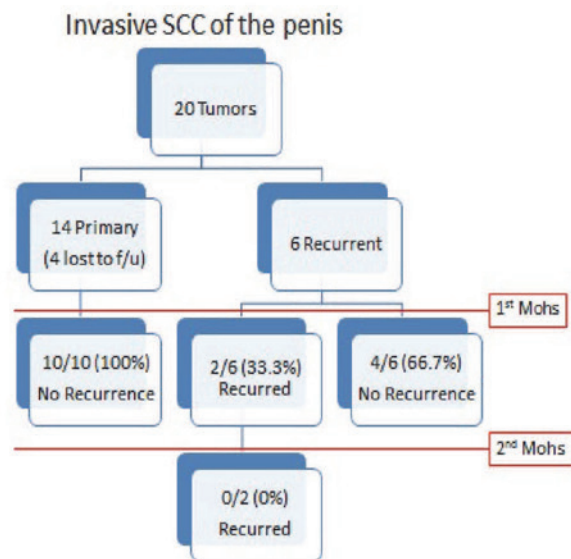 Invasive SCC of the penis
20 Tumors
14 Primary
(4 lost to f/u)
6 Recurrent
1st Mohs
10/10 (100%)
No Recurrence
2/6 (33.3%)
Recurred
4/6 (66.7%)
No Recurrence
2nd Mohs
0/2 (0%)
Recurred